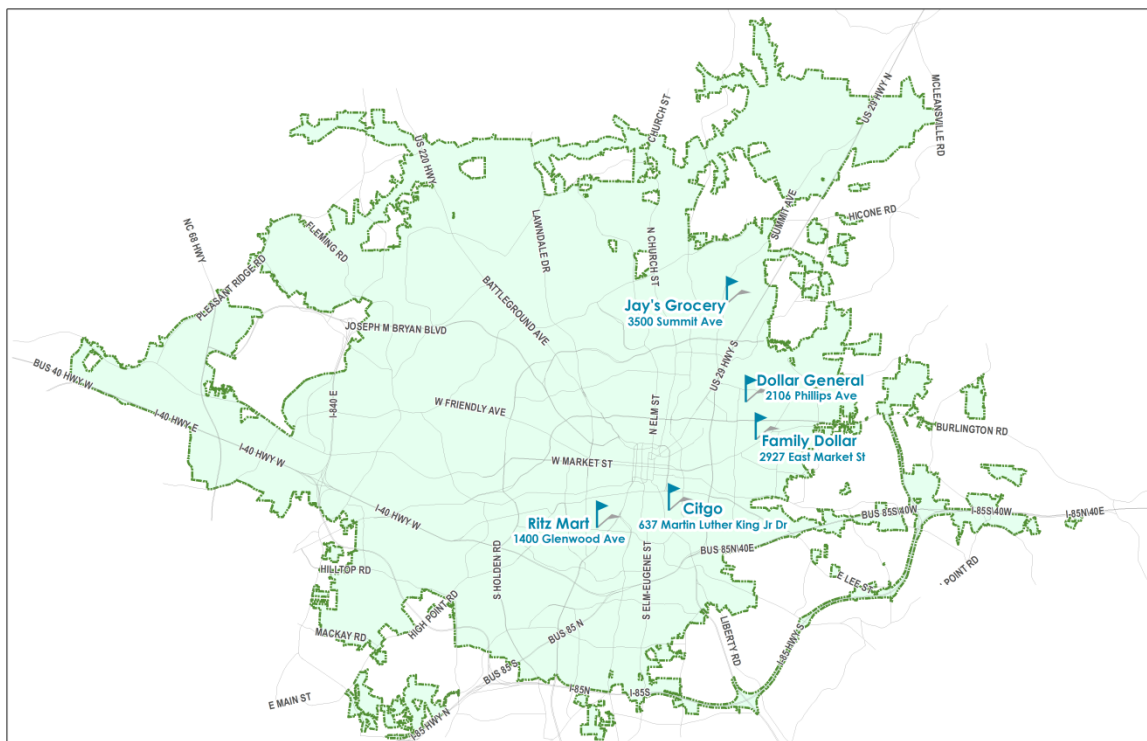 US 29 HWY N
MCLEANSVILLE RD
CHURCH ST
US 220 HWY
LAWNDALE DR
SUMMIT AVE
HICONE RD
NC 68 HWY
FLEMING RD
N CHURCH ST
PLEASANT RIDGE RD
BATTLEGROUND AVE
Jay's Grocery
3500 Summit Ave
JOSEPH M BRYAN BLVD
US 29 HWY S
BUS 40 HWY W
I-840 E
Dollar General
2106 Phillips Ave
W FRIENDLY AVE
N ELM ST
I-40 HWY E
Family Dollar
2927 East Market St
BURLINGTON RD
I-40 HWY W
W MARKET ST
I-40 HWY W
Citgo
637 Martin Luther King Jr Dr
Ritz Mart
1400 Glenwood Ave
BUS 85S\40W
I-85S\40W
I-85N\40E
BUS 85N\40E
HILLTOP RD
S HOLDEN RD
S ELM-EUGENE ST
E LEE ST
POINT RD
HIGH POINT RD
MACKAY RD
BUS 85 N
LIBERTY RD
I-85 HWY S
BUS 85 S
I-85N
I-85S
E MAIN ST
I-85 HWY N